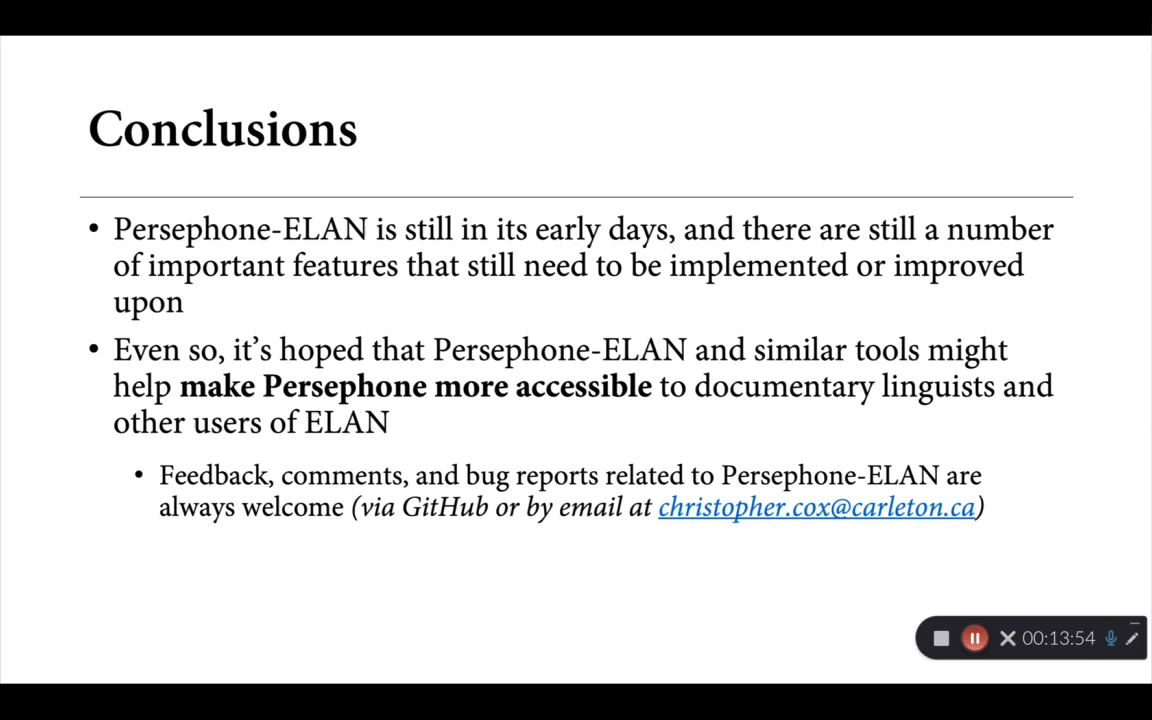 Conclusions
• Persephone-ELAN is still in its early days, and there are still a number
of important features that still need to be implemented or improved
upon
• Even so, it’s hoped that Persephone-ELAN and similar tools might
help make Persephone more accessible to documentary linguists and
other users of ELAN
• Feedback, comments, and bug reports related to Persephone-ELAN are
always welcome (via GitHub or by email at christopher.cox@carleton.ca)
00:13:54